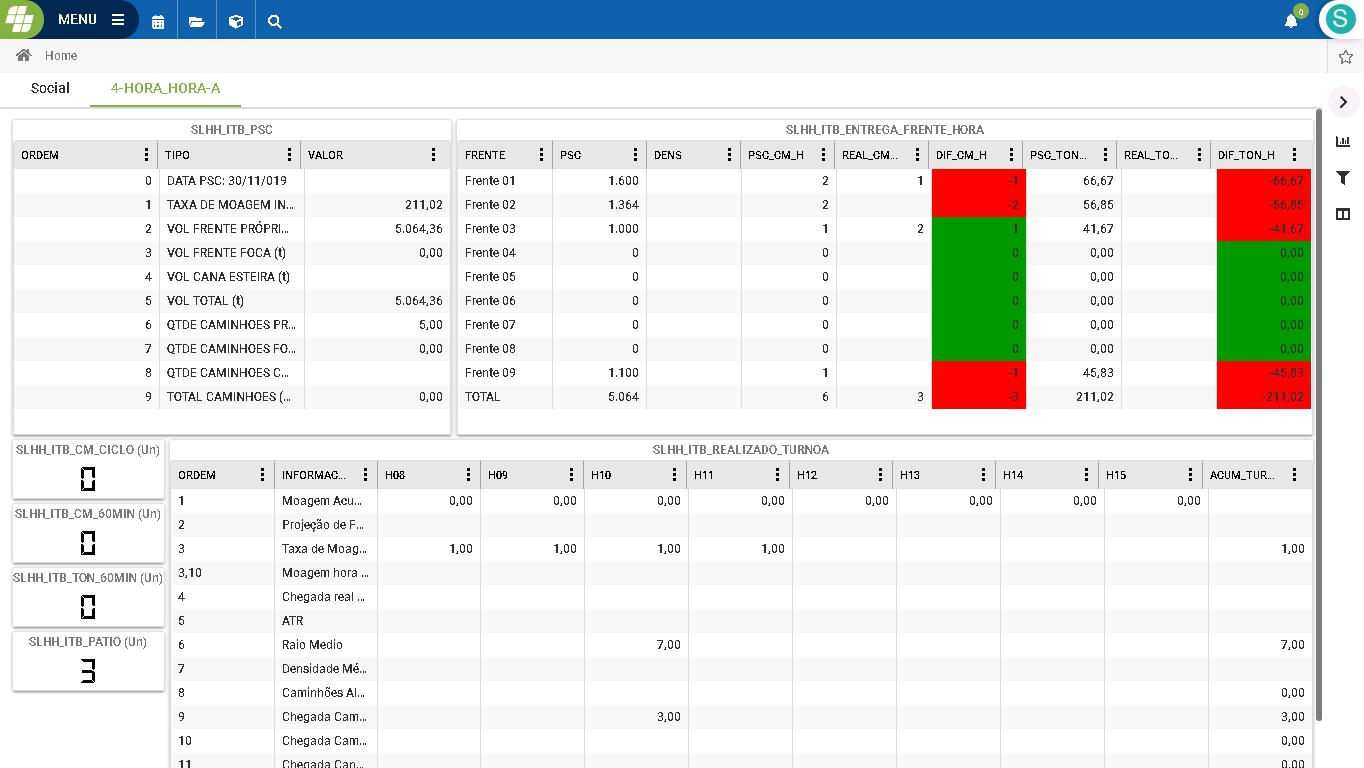 MENU
0
S
Home
Social 4-HORA_HORA-A
SLHH_ITB_PSC
ORDEM TIPO VALOR
0 DATA PSC: 30/11/019
1 TAXA DE MOAGEM IN... 211,02
2 VOL FRENTE PRÓPRI... 5.064,36
3 VOL FRENTE FOCA (t) 0,00
4 VOL CANA ESTEIRA (t)
5 VOL TOTAL (t) 5.064,36
6 QTDE CAMINHOES PR... 5,00
7 QTDE CAMINHOES FO... 0,00
8 QTDE CAMINHOES C...
9 TOTAL CAMINHOES (... 0,00
SLHH_ITB_ENTREGA_FRENTE_HORA
FRENTE PSC DENS PSC_CM_H REAL_CM... DIF_CM_H PSC_TON... REAL_TO... DIF_TON_H
Frente 01 1.600 2 1 -1 66,67 -66,67
Frente 02 1.364 2 -2 56,85 -56,85
Frente 03 1.000 1 2 1 41,67 -41,67
Frente 04 0 0 0 0,00 0,00
Frente 05 0 0 0 0,00 0,00
Frente 06 0 0 0 0,00 0,00
Frente 07 0 0 0 0,00 0,00
Frente 08 0 0 0 0,00 0,00
Frente 09 1.100 1 -1 45,83 -45,83
TOTAL 5.064 6 3 -3 211,02 -211,02
SLHH_ITB_CM_CICLO (Un)
0
SLHH_ITB_CM_60MIN (Un)
0
SLHH_ITB_TON_60MIN (Un)
0
SLHH_ITB_PATIO (Un)
3
SLHH_ITB_REALIZADO_TURNOA
ORDEM INFORMAC... H08 H09 H10 H11 H12 H13 H14 H15 ACUM_TUR...
1 Moagem Acu... 0,00 0,00 0,00 0,00 0,00 0,00 0,00 0,00
2 Projeção de F...
3 Taxa de Moag... 1,00 1,00 1,00 1,00 1,00
3,10 Moagem hora ...
4 Chegada real ...
5 ATR
6 Raio Medio 7,00 7,00
7 Densidade Mé...
8 Caminhões Al... 0,00
9 Chegada Cam... 3,00 3,00
10 Chegada Cam... 0,00
11 Chegada Can... 0,00